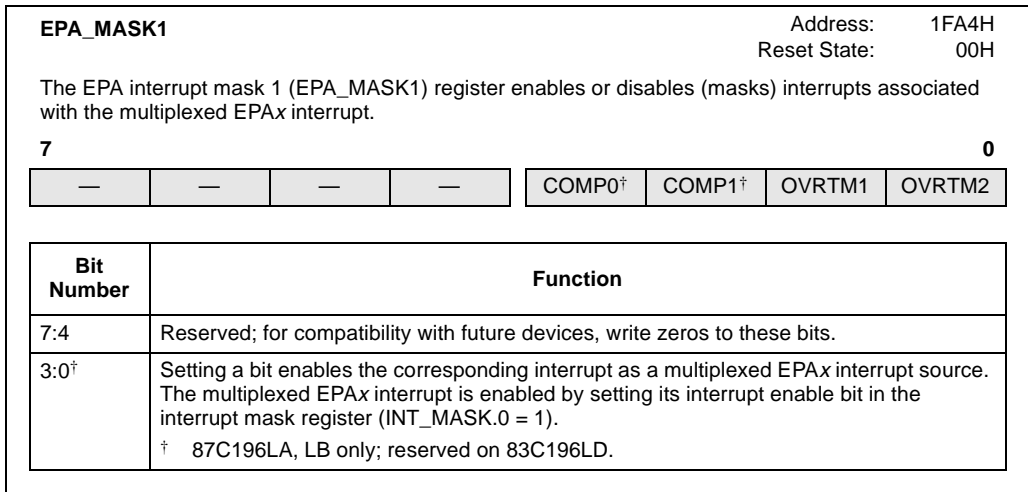 EPA_MASK1 Address: 1FA4H
Reset State: 00H
The EPA interrupt mask 1 (EPA_MASK1) register enables or disables (masks) interrupts associated
with the multiplexed EPAx interrupt.
7 0
— — — — COMP0† COMP1† OVRTM1 OVRTM2
Bit
Number
Function
7:4 Reserved; for compatibility with future devices, write zeros to these bits.
3:0† Setting a bit enables the corresponding interrupt as a multiplexed EPAx interrupt source.
The multiplexed EPAx interrupt is enabled by setting its interrupt enable bit in the
interrupt mask register (INT_MASK.0 = 1).
† 87C196LA, LB only; reserved on 83C196LD.